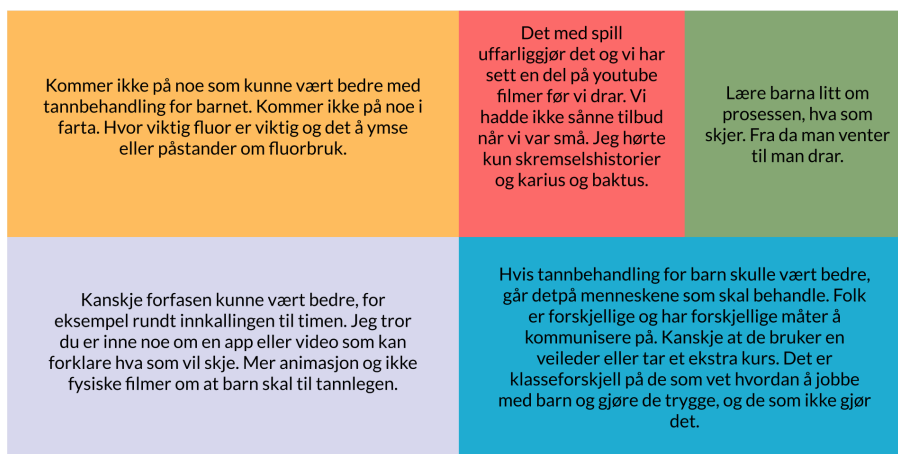 Kommer ikke på noe som kunne vært bedre med
tannbehandling for barnet. Kommer ikke på noe i
farta. Hvor viktig fluor er viktig og det å ymse
eller påstander om fluorbruk.
Det med spill
uffarliggjør det og vi har
sett en del på youtube
filmer før vi drar. Vi
hadde ikke sånne tilbud
når vi var små. Jeg hørte
kun skremselshistorier
og karius og baktus.
Lære barna litt om
prosessen, hva som
skjer. Fra da man venter
til man drar.
Kanskje forfasen kunne vært bedre, for
eksempel rundt innkallingen til timen. Jeg tror
du er inne noe om en app eller video som kan
forklare hva som vil skje. Mer animasjon og ikke
fysiske filmer om at barn skal til tannlegen.
Hvis tannbehandling for barn skulle vært bedre,
går detpå menneskene som skal behandle. Folk
er forskjellige og har forskjellige måter å
kommunisere på. Kanskje at de bruker en
veileder eller tar et ekstra kurs. Det er
klasseforskjell på de som vet hvordan å jobbe
med barn og gjøre de trygge, og de som ikke gjør
det.